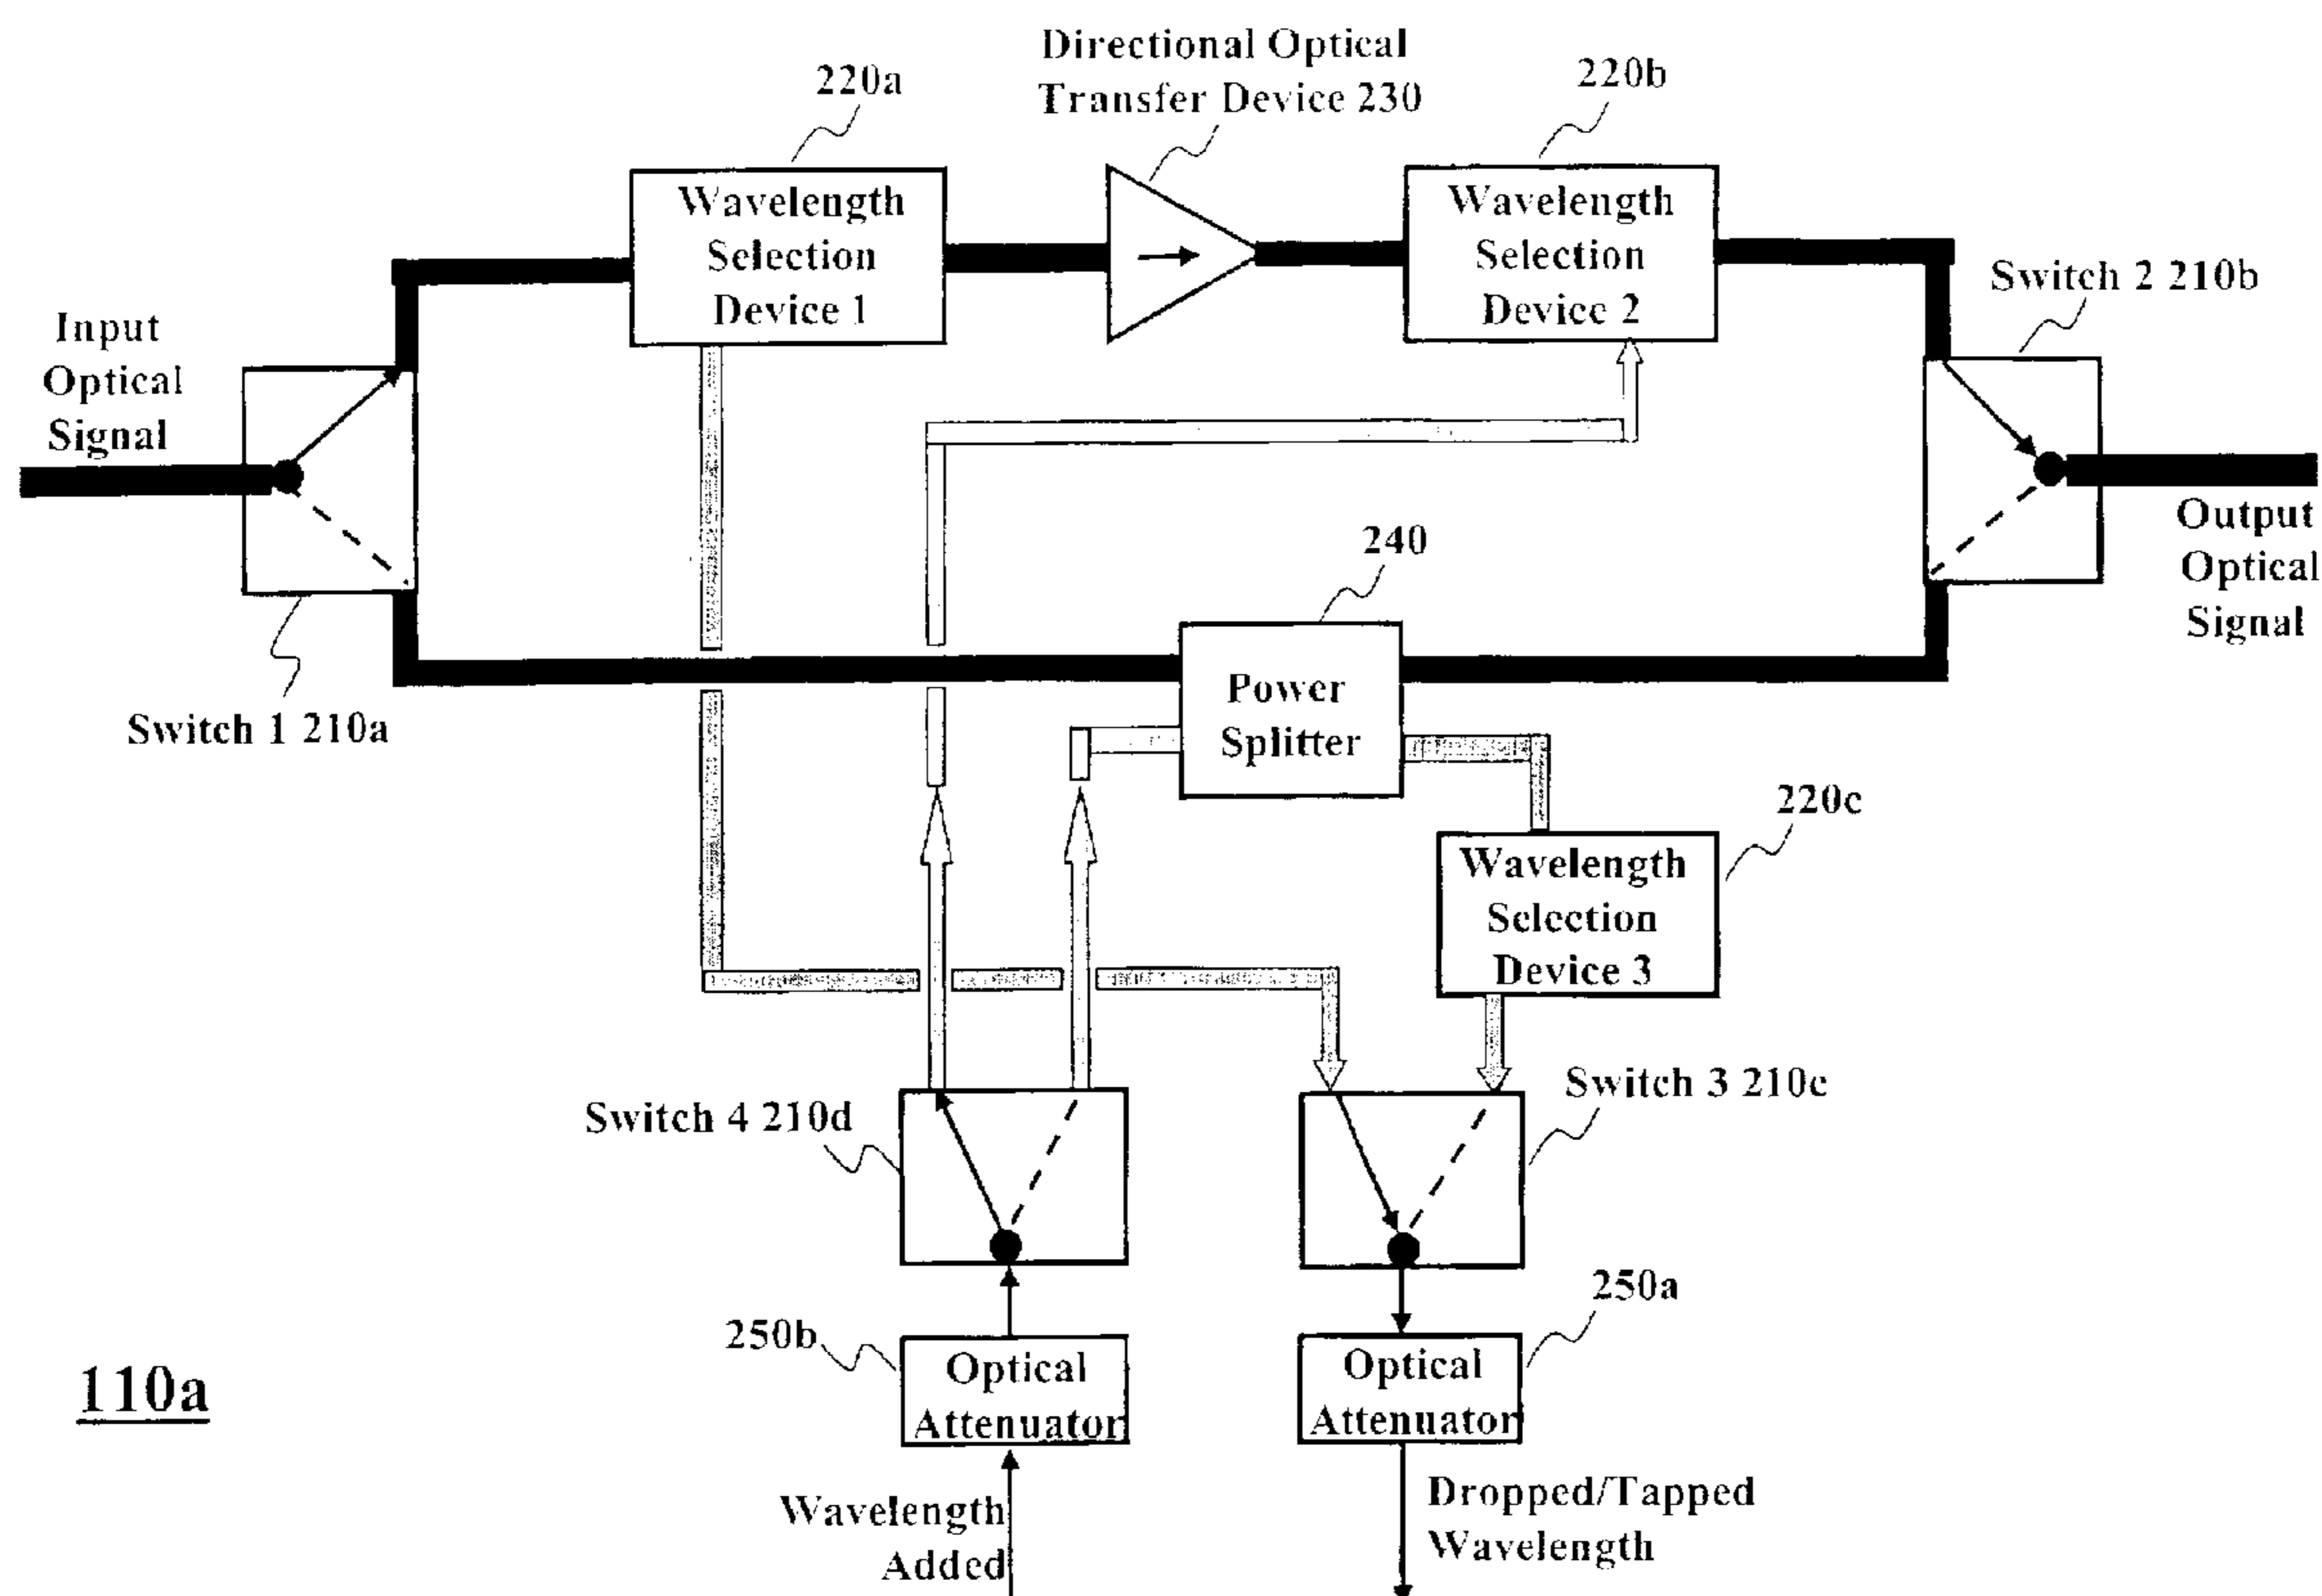 Directional Optical
Transfer Device 230
220a
220b
Wavelength
Selection
Device 1
Wavelength
Selection
Device 2
Switch 2 210b
Input
Optical
Signal
Output
Optical
Signal
240
Power
Splitter
Switch 1 210a
220c
Wavelength
Selection
Device 3
Switch 4 210d
Switch 3 210c
250b
Optical
Attenuator
250a
Optical
Attenuator
110a
Wavelength
Added
Dropped/Tapped
Wavelength